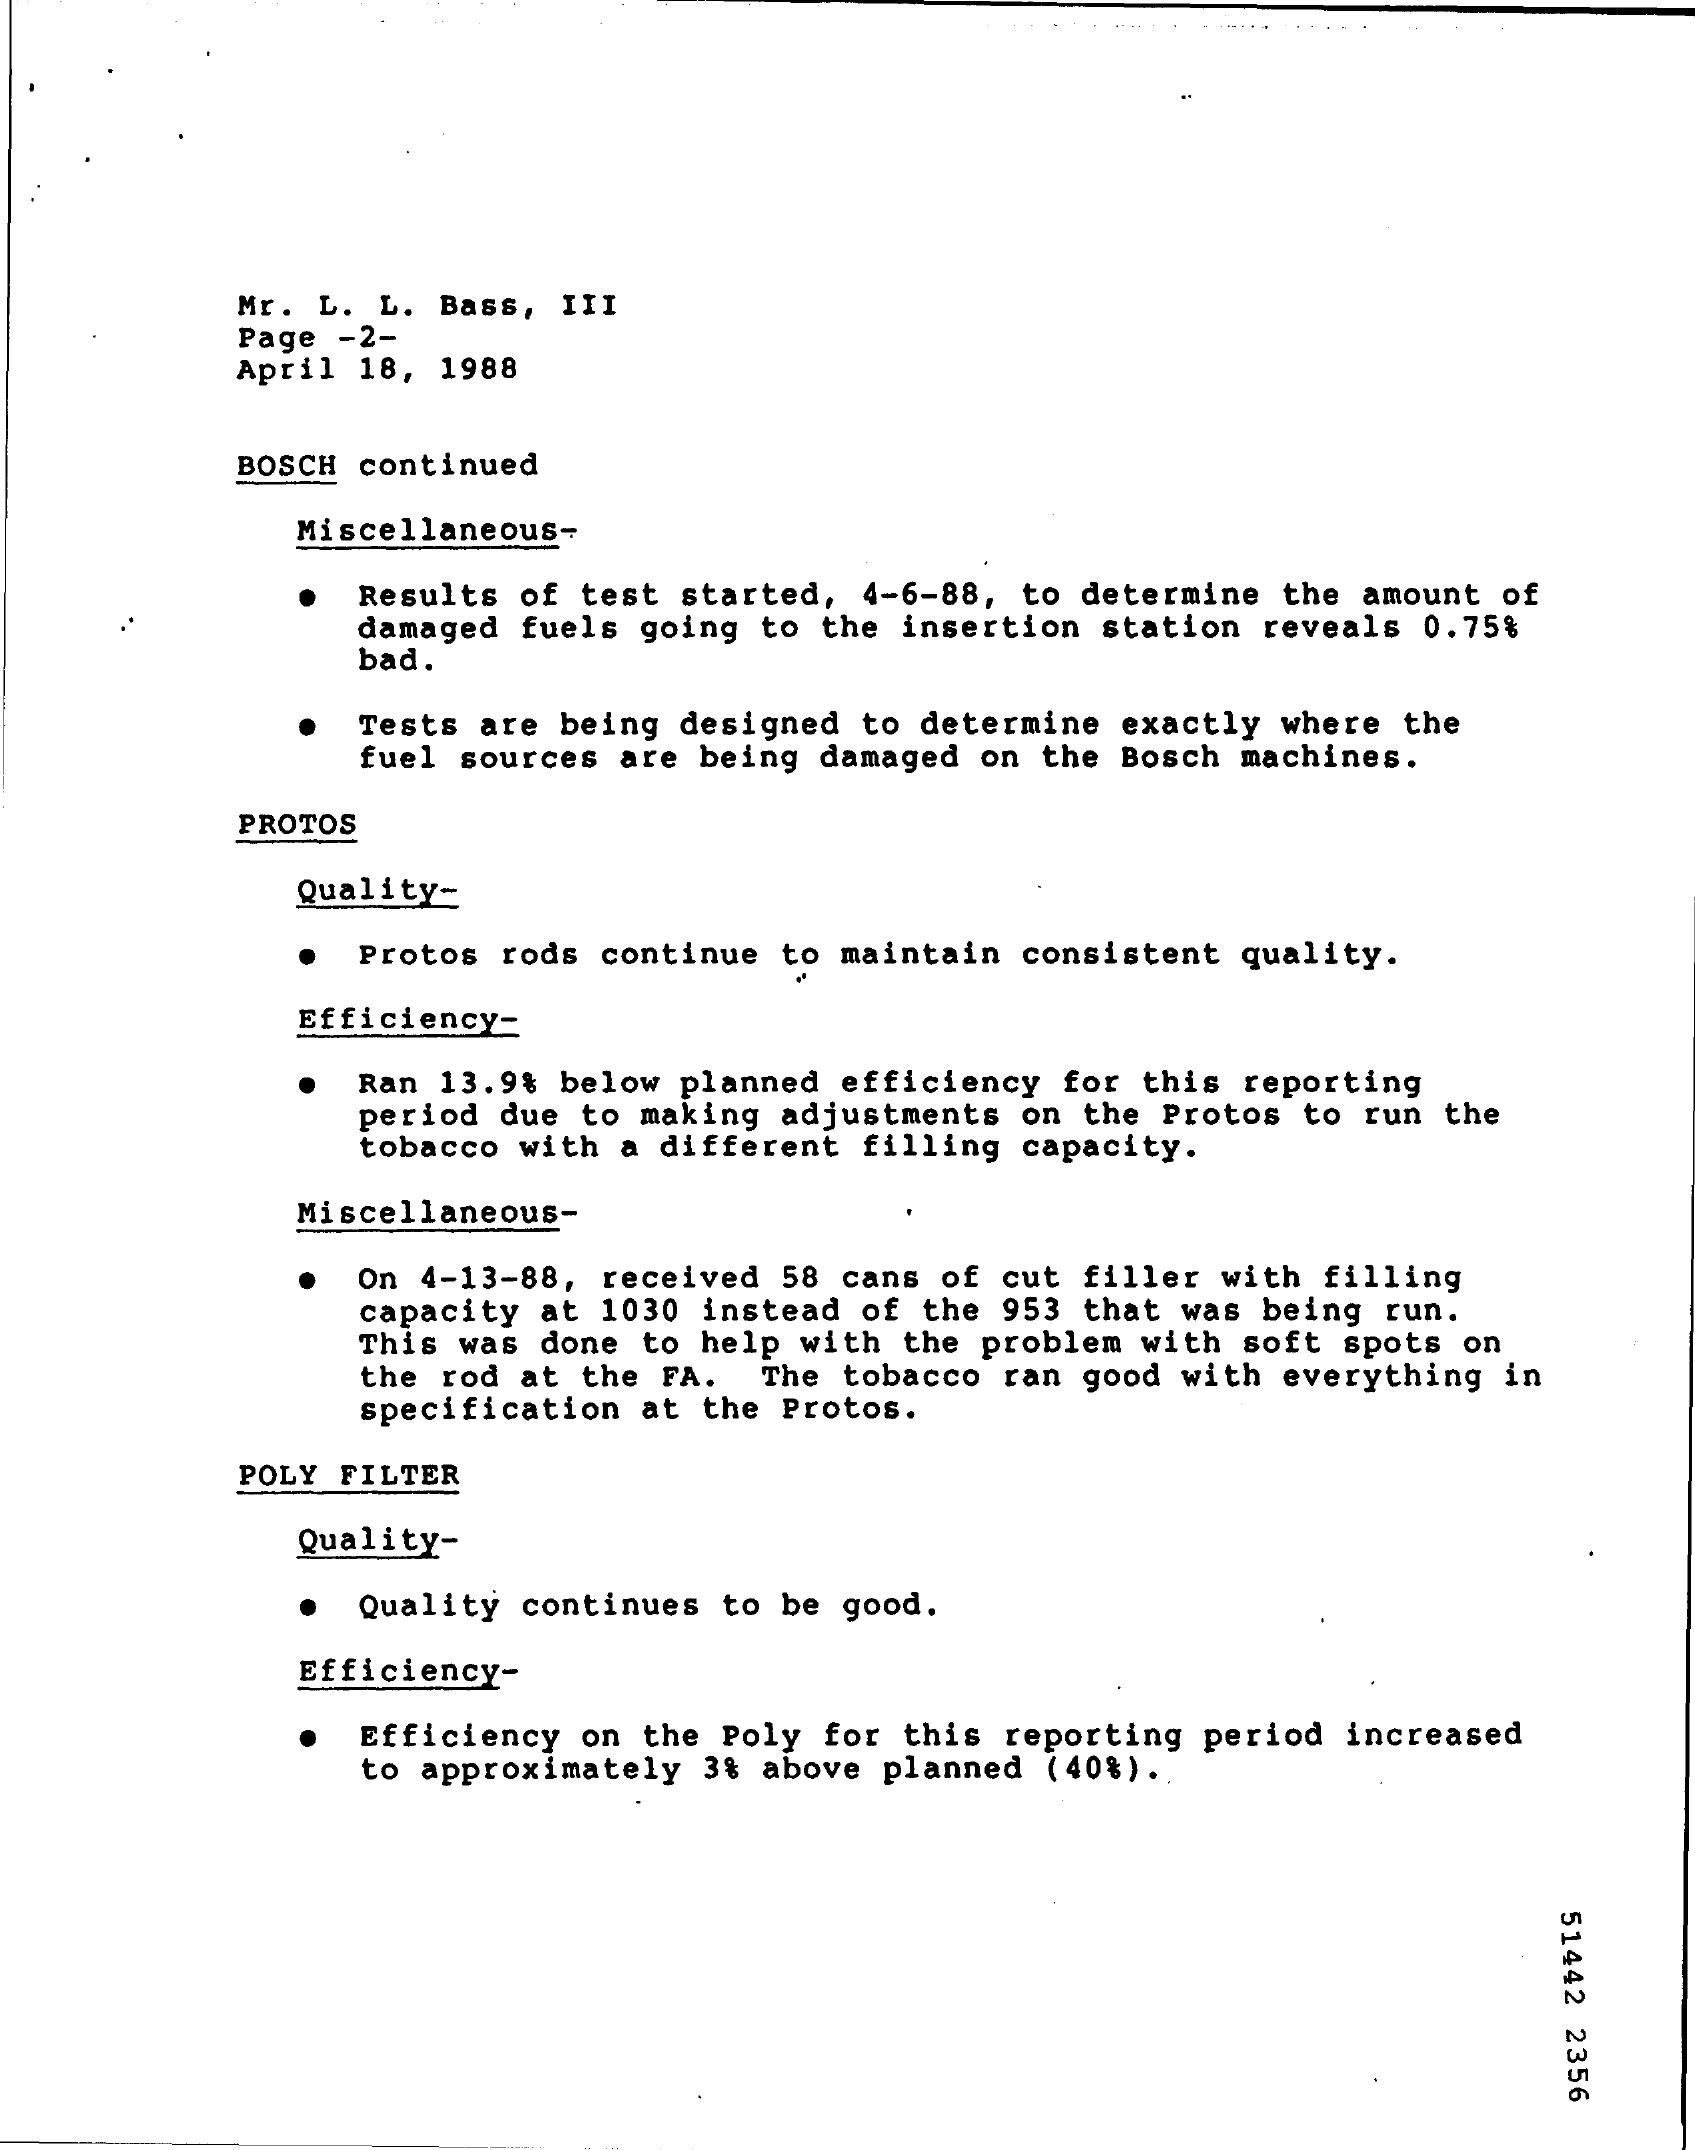 Mr. L. L. Bass, III
Page -2-
April 18, 1988
BOSCH continued
Miscellaneous-
● Results of test started, 4-6-88, to determine the amount of
damaged fuels going to the insertion station reveals 0.75%
bad.
● Tests are being designed to determine exactly where the
fuel sources are being damaged on the Bosch machines.
PROTOS
Quality-
● Protos rods continue to maintain consistent quality.
Efficiency-
● Ran 13.9% below planned efficiency for this reporting
period due to making adjustments on the Protos to run the
tobacco with a different filling capacity.
Miscellaneous-
● On 4-13-88, received 58 cans of cut filler with filling
capacity at 1030 instead of the 953 that was being run.
This was done to help with the problem with soft spots on
the rod at the FA.  The tobacco ran good with everything in
specification at the Protos.
POLY FILTER
Quality-
● Quality continues to be good.
Efficiency-
● Efficiency on the Poly for this reporting period increased
to approximately 3% above planned (40%).
51442 2356